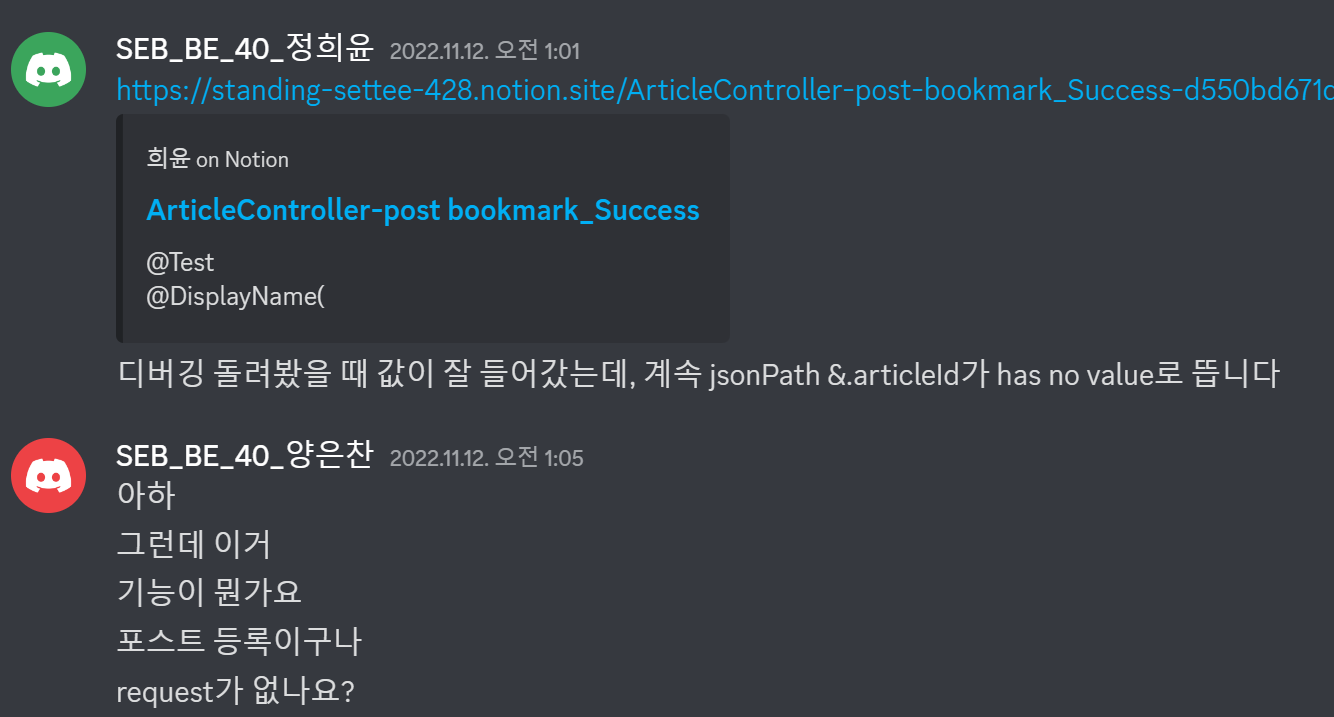 SEB_BE_40_정희윤 2022.11.12. 오전 1:01
https://standing-settee-428.notion.site/ArticleController-post-bookmark_Success-d550bd671c
희윤 on Notion
ArticleController-post bookmark_Success
@Test
@DisplayName(
디버깅 돌려봤을 때 값이 잘 들어갔는데, 계속 jsonPath &.articleId가 has no value로 뜹니다
SEB_BE_40_양은찬 2022.11.12. 오전 1:05
아하
그런데 이거
기능이 뭔가요
포스트 등록이구나
request가 없나요?